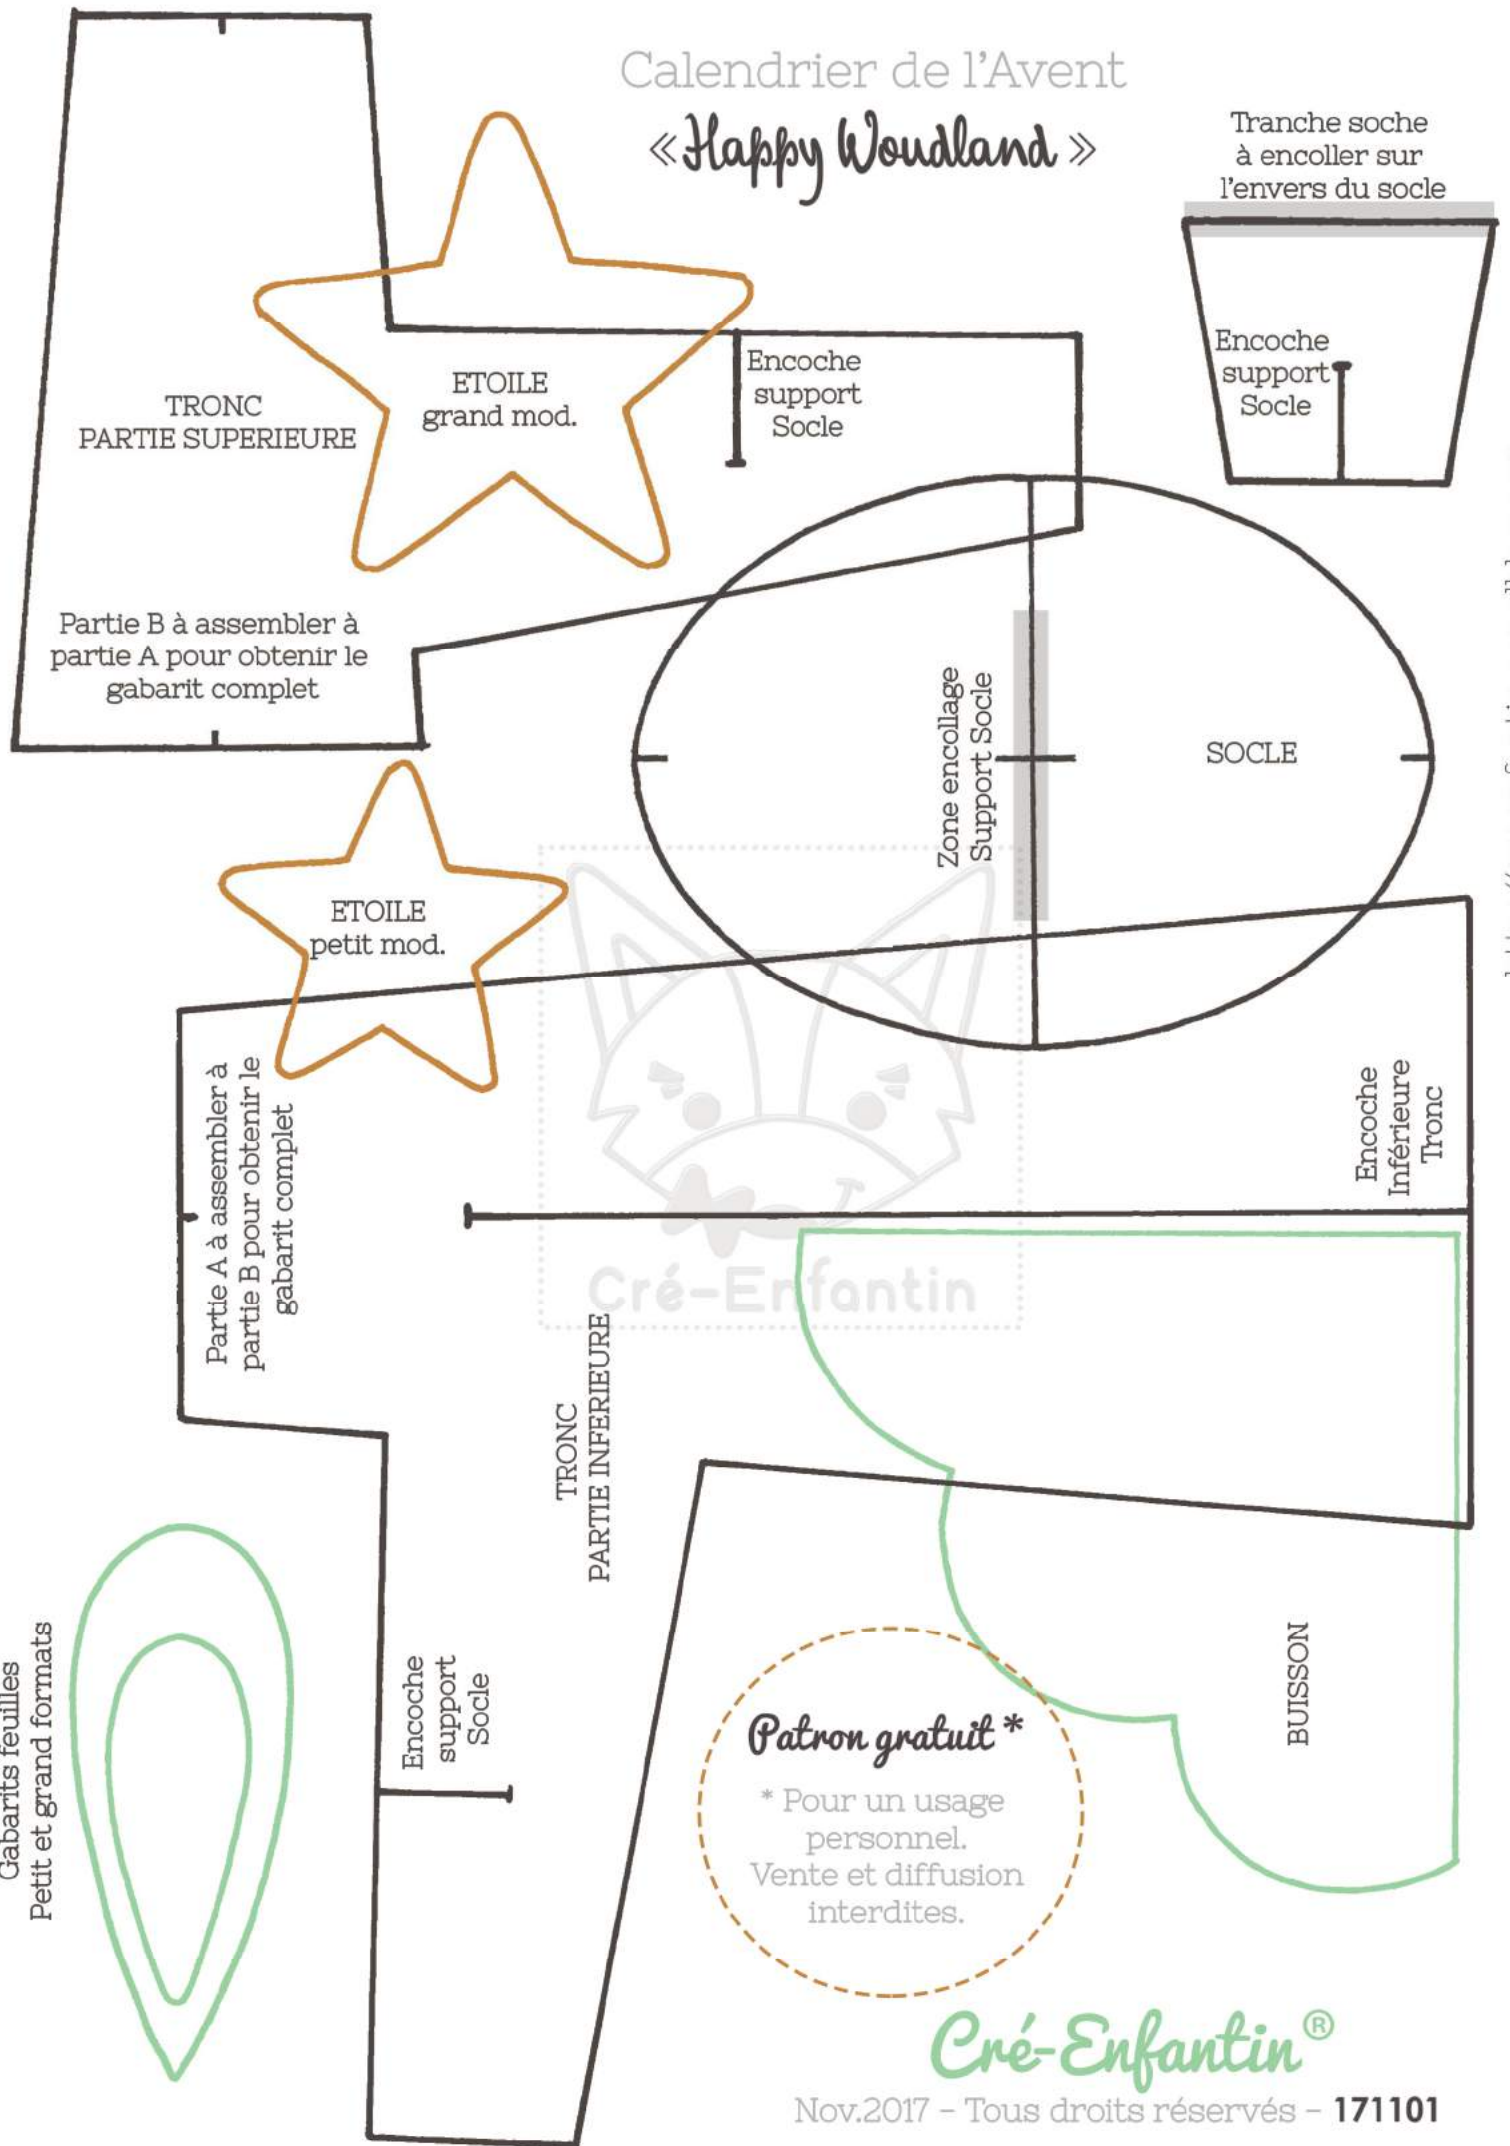 Calendrier de l'Avent
«Happy Woudland»
Tranche soche
à encoller sur
l'envers du socle
Encoche
support
Socle
ETOILE
grand mod.
Encoche
support
Socle
TRONC
PARTIE SUPERIEURE
Partie B à assembler à
partie A pour obtenir le
gabarit complet
Zone encollage
Support Socle
SOCLE
ETOILE
petit mod.
Partie A à assembler à
partie B pour obtenir le
gabarit complet
Encoche
Inférieure
Tronc
Cré-Enfantin
TRONC
PARTIE INFERIEURE
Gabarits feuilles
Petit et grand formats
Encoche
support
Socle
BUISSON
Patron gratuit *
* Pour un usage
personnel.
Vente et diffusion
interdites.
Cré-Enfantin®
Nov.2017 - Tous droits réservés - 171101